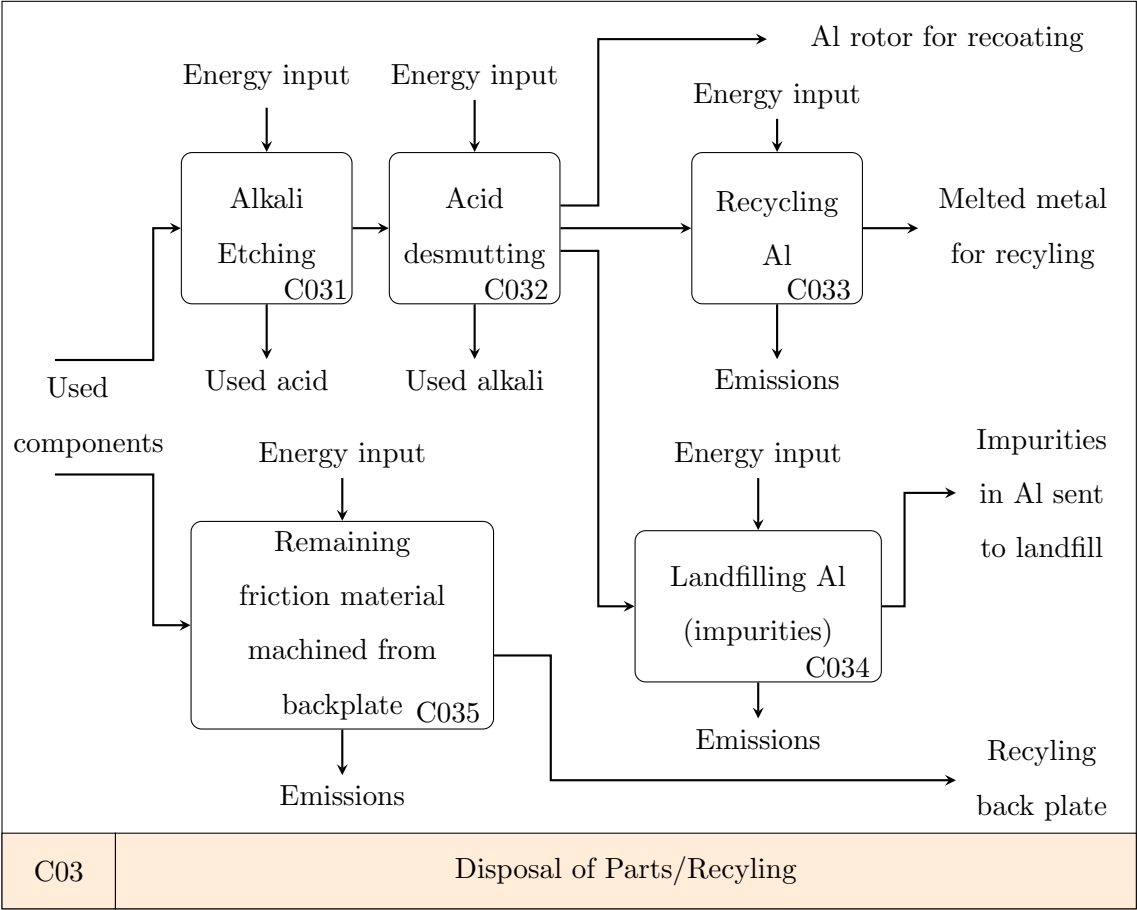 Al rotor for recoating
Energy input
Energy input
Energy input
Alkali
Etching
C031
Acid
desmutting
C032
Recycling
Al
C033
Melted metal
for recyling
Used acid
Used alkali
Emissions
Used
components
Energy input
Energy input
Impurities
in Al sent
to landfill
Remaining
friction material
machined from
backplate
C035
Landfilling Al
(impurities)
C034
Emissions
Emissions
Recyling
back plate
C03
Disposal of Parts/Recyling